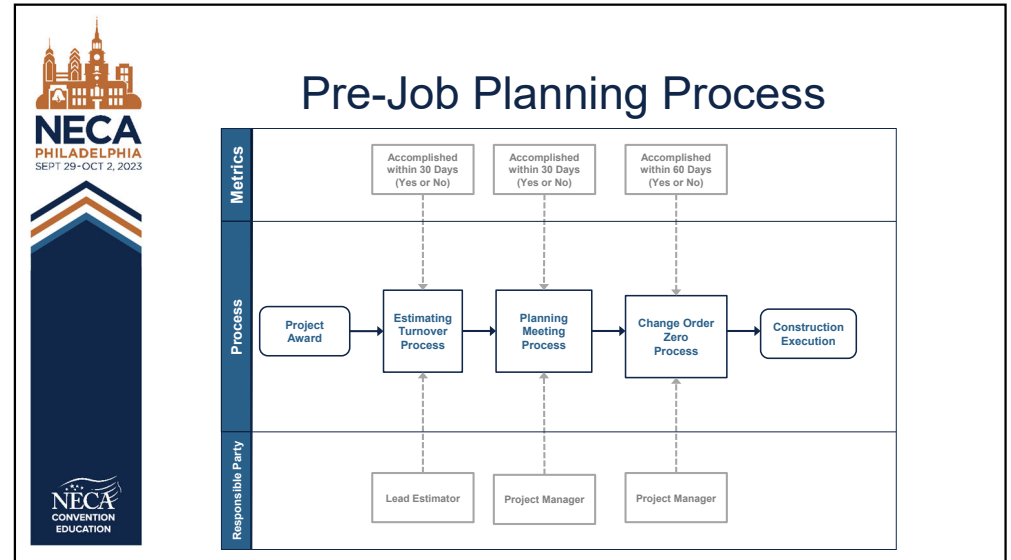 NECA
PHILADELPHIA
SEPT 29-OCT 2, 2023
NECA
CONVENTION
EDUCATION
Pre-Job Planning Process
Metrics
Accomplished
within 30 Days
(Yes or No)
Accomplished
within 30 Days
(Yes or No)
Accomplished
within 60 Days
(Yes or No)
Process
Project
Award
Estimating
Turnover
Process
Planning
Meeting
Process
Change Order
Zero
Process
Construction
Execution
Responsible Party
Lead Estimator
Project Manager
Project Manager